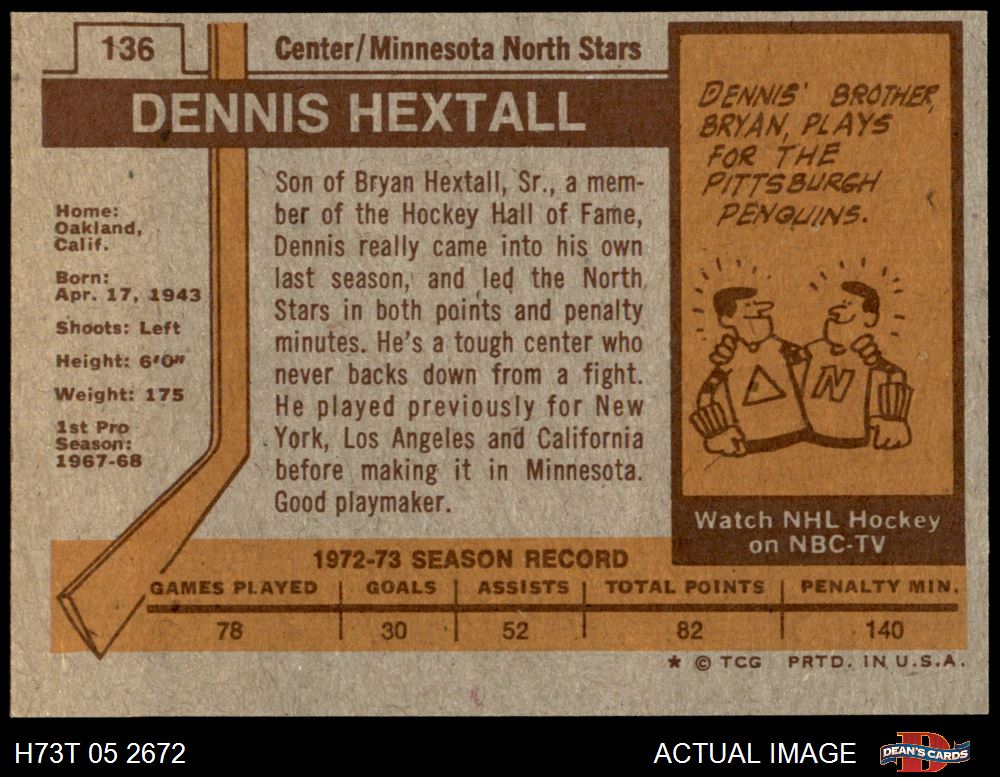 136
Center/Minnesota North Stars
DENNIS HEXTALL
Home:
Oakland,
Calif.
Born:
Apr. 17, 1943
Shoots: Left
Height: 6'0"
Weight: 175
1st Pro
Season:
1967-68
Son of Bryan Hextall, Sr., a mem-
ber of the Hockey Hall of Fame,
Dennis really came into his own
last season, and led the North
Stars in both points and penalty
minutes. He's a tough center who
never backs down from a fight.
He played previously for New
York, Los Angeles and California
before making it in Minnesota.
Good playmaker.
DENNIS' BROTHER,
BRYAN, PLAYS
FOR THE
PITTSBURGH
PENGUINS.
N
Watch NHL Hockey
on NBC-TV
1972-73 SEASON RECORD
GAMES PLAYED GOALS ASSISTS TOTAL POINTS PENALTY MIN.
78 30 52 82 140
* © TCG PRTD. IN U.S.A.
H73T 05 2672
ACTUAL IMAGE
D
DEAN'S CARDS